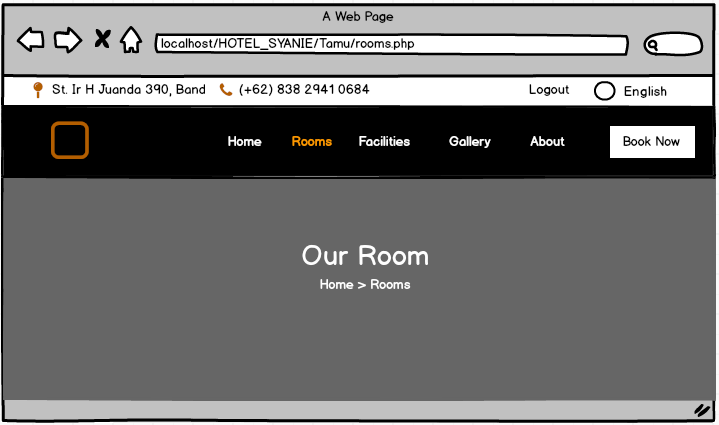 A Web Page
localhost/HOTEL_SYANIE/Tamu/rooms.php
St. Ir H Juanda 390, Band (+62) 838 2941 0684 Logout English
Home Rooms Facilities Gallery About Book Now
Our Room
Home > Rooms